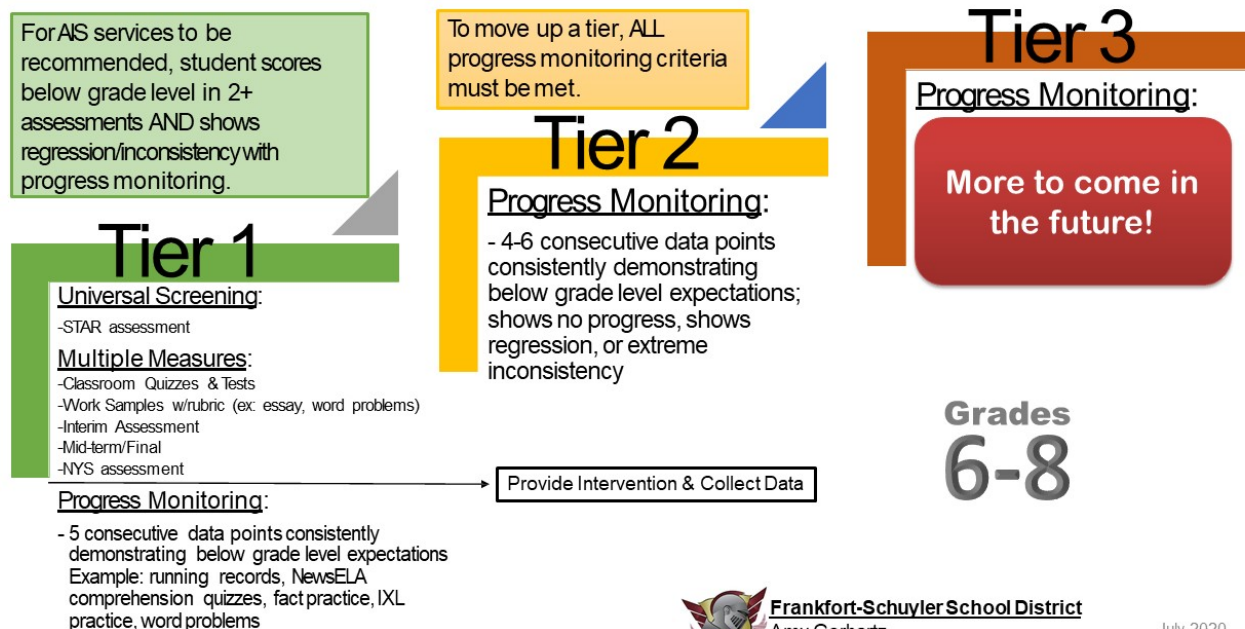 For AIS services to be
recommended, student scores
below grade level in 2+
assessments AND shows
regression/inconsistency with
progress monitoring.
Tier 1
Universal Screening:
-STAR assessment
Multiple Measures:
-Classroom Quizzes & Tests
-Work Samples w/rubric (ex: essay, word problems)
-Interim Assessment
-Mid-term/Final
-NYS assessment
Progress Monitoring:
- 5 consecutive data points consistently
demonstrating below grade level expectations
Example: running records, NewsELA
comprehension quizzes, fact practice, IXL
practice, word problems
To move up a tier, ALL
progress monitoring criteria
must be met.
Tier 2
Progress Monitoring:
- 4-6 consecutive data points
consistently demonstrating
below grade level expectations;
shows no progress, shows
regression, or extreme
inconsistency
Provide Intervention & Collect Data
Tier 3
Progress Monitoring:
More to come in
the future!
Grades
6-8
Frankfort-Schuyler School District
Amy
July 2020